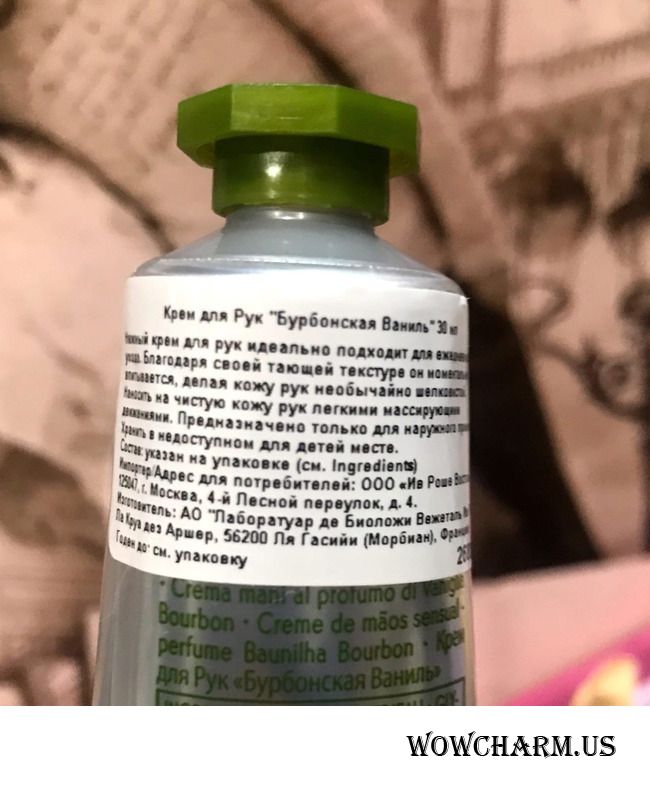 Крем для Рук "Бурбонская Ваниль" 30 мл
Нежный крем для рук идеально подходит для
ухода. Благодаря своей тающей текстуре он
впитывается, делая кожу рук необычайно
Наносить на чистую кожу рук легкими массирующими
движениями. Предназначено только для наружного
Хранить в недоступном для детей месте.
Состав: указан на упаковке (см. Ingredients)
Импортер/Адрес для потребителей: ООО «Ив Роше
125047, г. Москва, 4-й Лесной переулок, д. 4.
Изготовитель: АО "Лаборатуар де Биоложи Вежеталь
Ла Круа дез Аршер, 56200 Ля Гасийи (Морбиан),
Годен до: см. упаковку
· Crema mani al profumo di
Bourbon · Creme de mãos
perfume Baunilha Bourbon · Крем
для Рук «Бурбонская Ваниль»
WOWCHARM.US